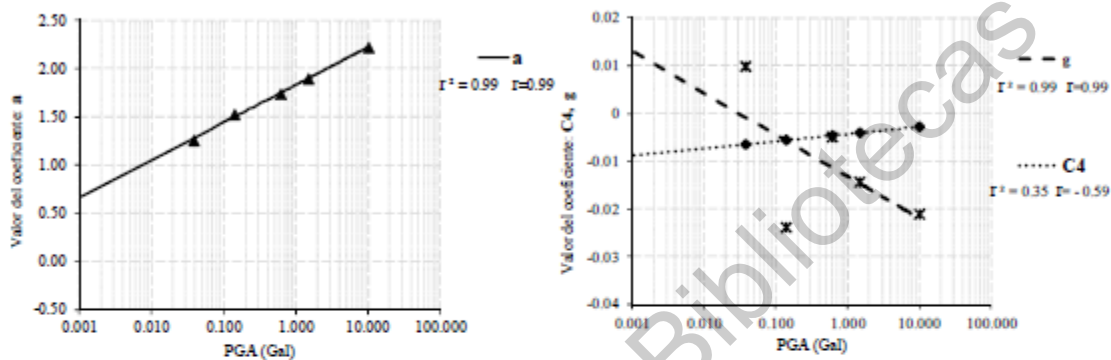 2.50
2.00
1.50
1.00
0.50
0.00
-0.50
0.001 0.010 0.100 1.000 10.000 100.000
PGA (Gal)
Valor del coeficiente: a
a
r² = 0.99 r=0.99
0.02
0.01
0
-0.01
-0.02
-0.03
-0.04
0.001 0.010 0.100 1.000 10.000 100.000
PGA (Gal)
Valor del coeficiente: C4, g
g
r² = 0.99 r=0.99
C4
r² = 0.35 r= - 0.59
Bibliotecas